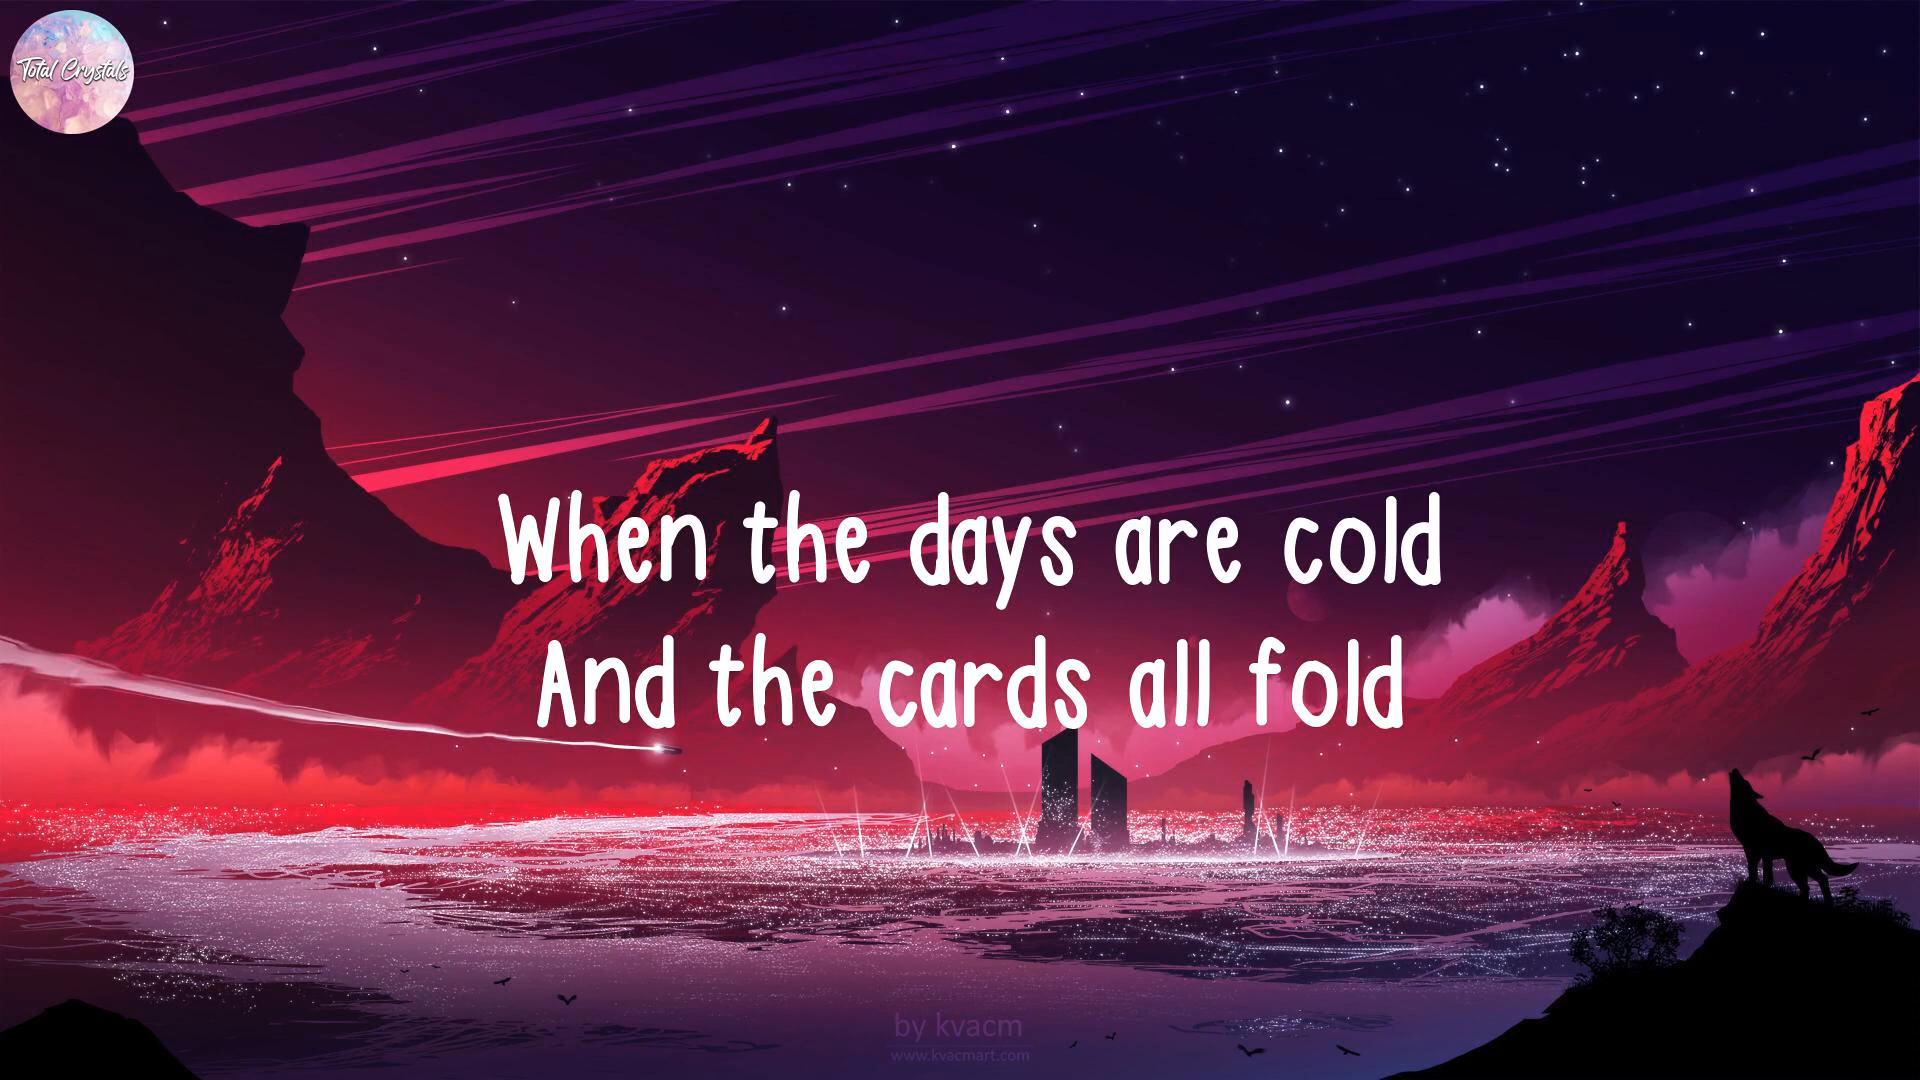 Total Crystals
When the days are cold
And the cards all fold
by kvacm
www.kvacmart.com